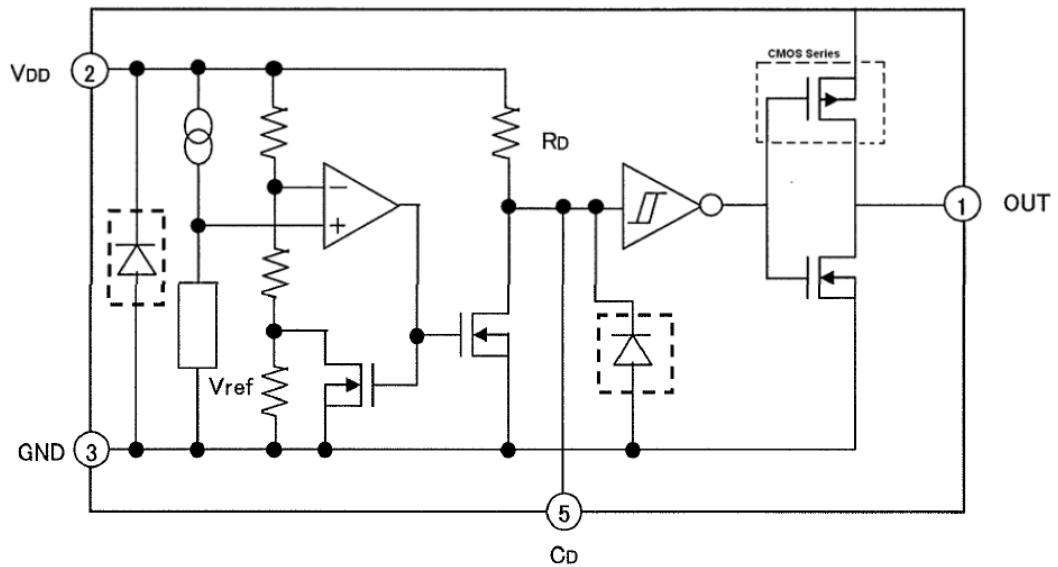 CMOS Series
VDD 2
RD
− +
1 OUT
Vref
GND 3
5
CD